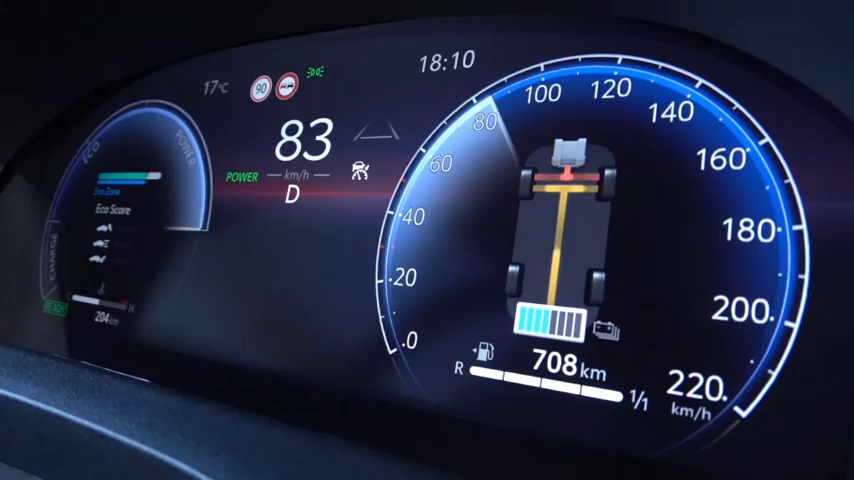 17°C
90
18:10
83
km/h
POWER
D
ECO
POWER
CHARGE
Eco Zone
Eco Score
C
H
READY
204 km
0
20
40
60
80
100
120
140
160
180
200
220
km/h
708 km
R
1/1